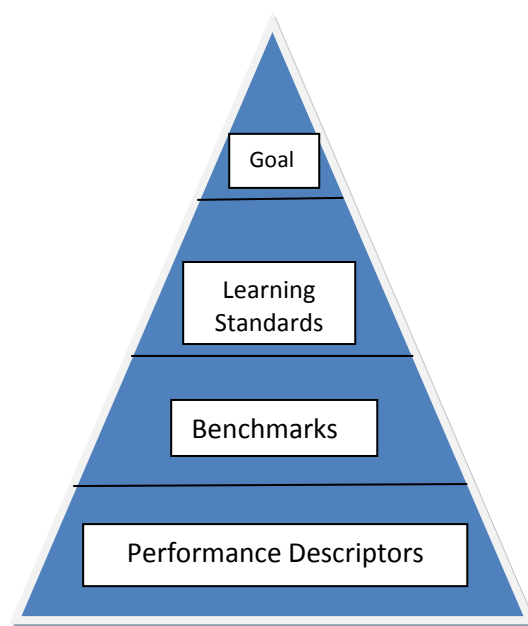 Goal
Learning
Standards
Benchmarks
Performance Descriptors